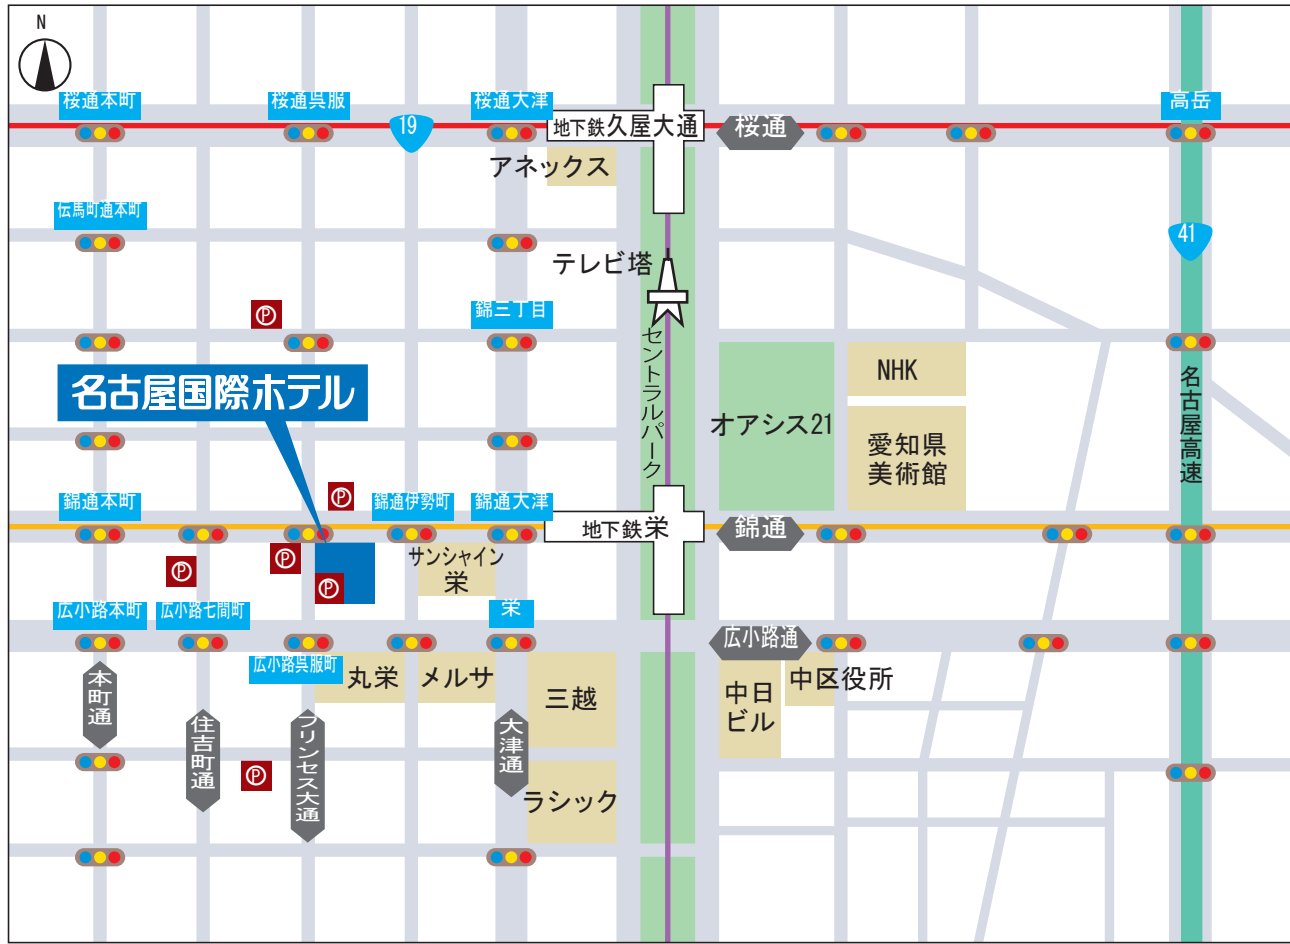 N
桜通本町
桜通呉服
桜通大津
高岳
19
地下鉄久屋大通
桜通
アネックス
伝馬町通本町
41
テレビ塔
錦三丁目
セントラルパーク
NHK
名古屋国際ホテル
オアシス21
愛知県
美術館
名古屋高速
P
P
錦通本町
錦通伊勢町
錦通大津
地下鉄栄
錦通
サンシャイン
栄
P
P
P
広小路本町
広小路七間町
栄
広小路通
広小路呉服町
丸栄
メルサ
三越
中日
ビル
中区役所
本町通
住吉町通
プリンセス大通
大津通
P
ラシック